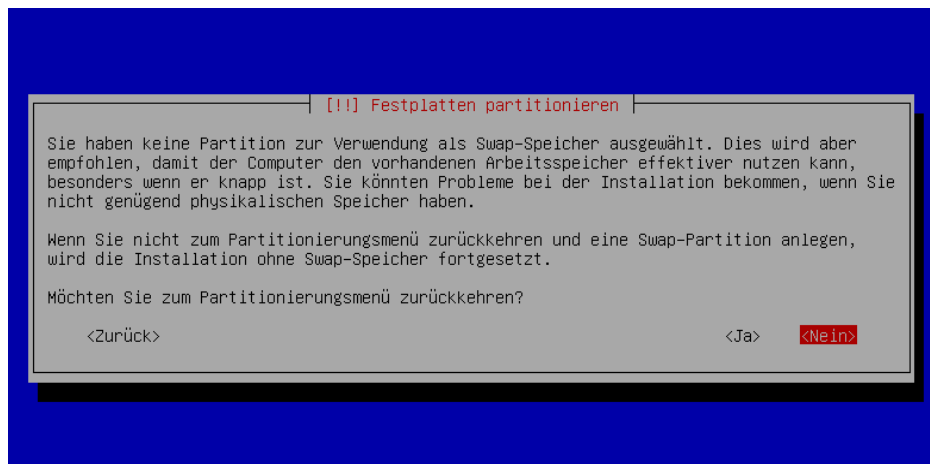 [!!] Festplatten partitionieren
Sie haben keine Partition zur Verwendung als Swap-Speicher ausgewählt. Dies wird aber
empfohlen, damit der Computer den vorhandenen Arbeitsspeicher effektiver nutzen kann,
besonders wenn er knapp ist. Sie könnten Probleme bei der Installation bekommen, wenn Sie
nicht genügend physikalischen Speicher haben.
Wenn Sie nicht zum Partitionierungsmenü zurückkehren und eine Swap-Partition anlegen,
wird die Installation ohne Swap-Speicher fortgesetzt.
Möchten Sie zum Partitionierungsmenü zurückkehren?
<Zurück> <Ja> <Nein>